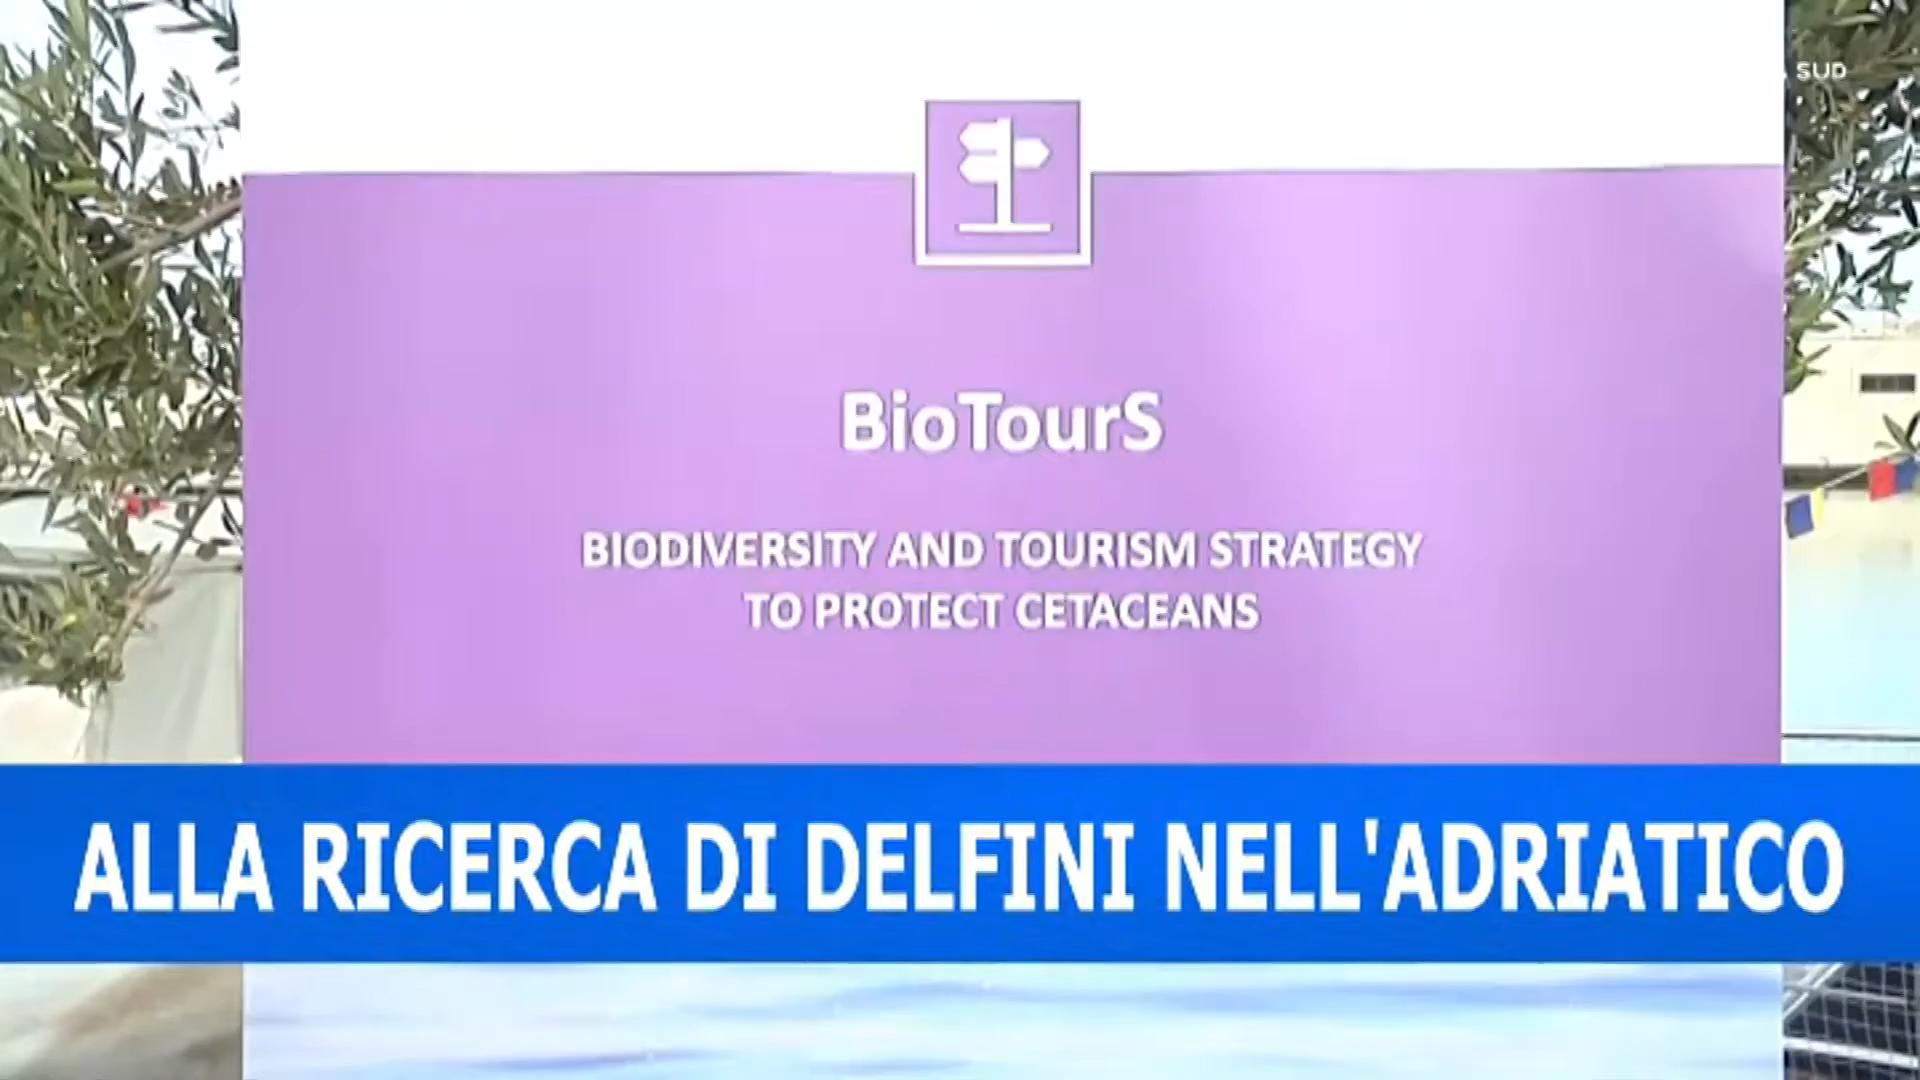 SUD
BioTourS
BIODIVERSITY AND TOURISM STRATEGY
TO PROTECT CETACEANS
ALLA RICERCA DI DELFINI NELL'ADRIATICO